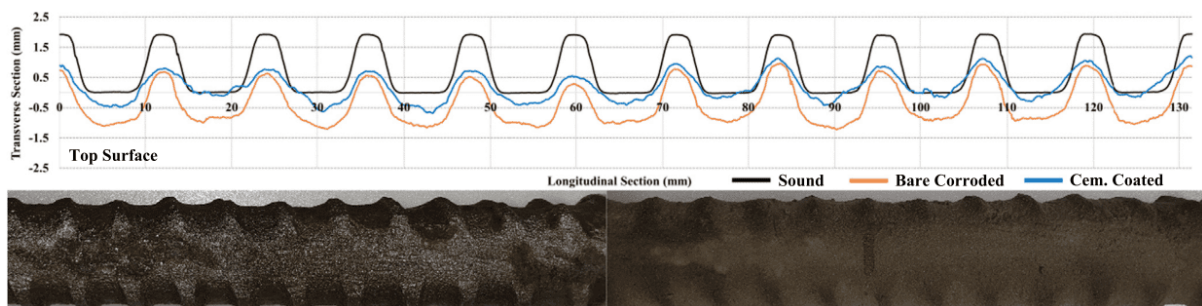 Transverse Section (mm)
2.5
1.5
0.5
-0.5
-1.5
-2.5
0 10 20 30 40 50 60 70 80 90 100 110 120 130
Top Surface
Longitudinal Section (mm) Sound Bare Corroded Cem. Coated